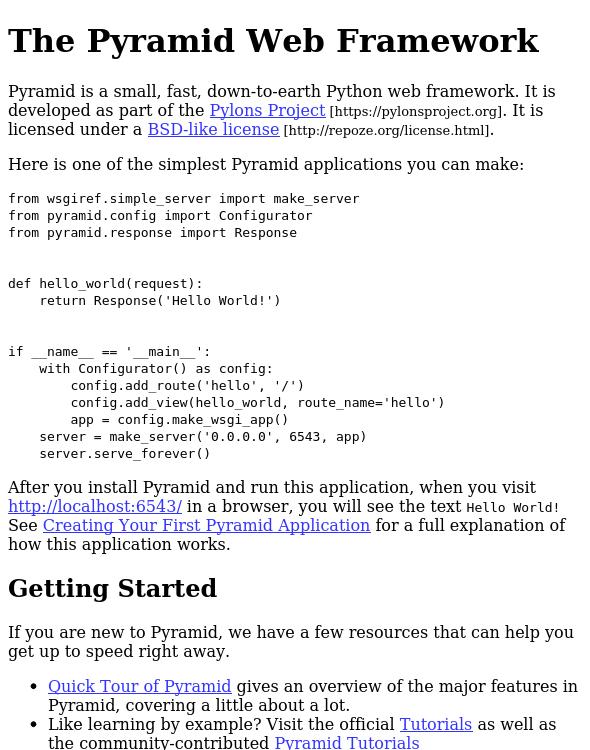 The Pyramid Web Framework
Pyramid is a small, fast, down-to-earth Python web framework. It is
developed as part of the Pylons Project [https://pylonsproject.org]. It is
licensed under a BSD-like license [http://repoze.org/license.html].
Here is one of the simplest Pyramid applications you can make:
from wsgiref.simple_server import make_server
from pyramid.config import Configurator
from pyramid.response import Response
def hello_world(request):
    return Response('Hello World!')
if __name__ == '__main__':
    with Configurator() as config:
        config.add_route('hello', '/')
        config.add_view(hello_world, route_name='hello')
        app = config.make_wsgi_app()
    server = make_server('0.0.0.0', 6543, app)
    server.serve_forever()
After you install Pyramid and run this application, when you visit
http://localhost:6543/ in a browser, you will see the text Hello World!
See Creating Your First Pyramid Application for a full explanation of
how this application works.
Getting Started
If you are new to Pyramid, we have a few resources that can help you
get up to speed right away.
• Quick Tour of Pyramid gives an overview of the major features in
Pyramid, covering a little about a lot.
• Like learning by example? Visit the official Tutorials as well as
the community-contributed Pyramid Tutorials